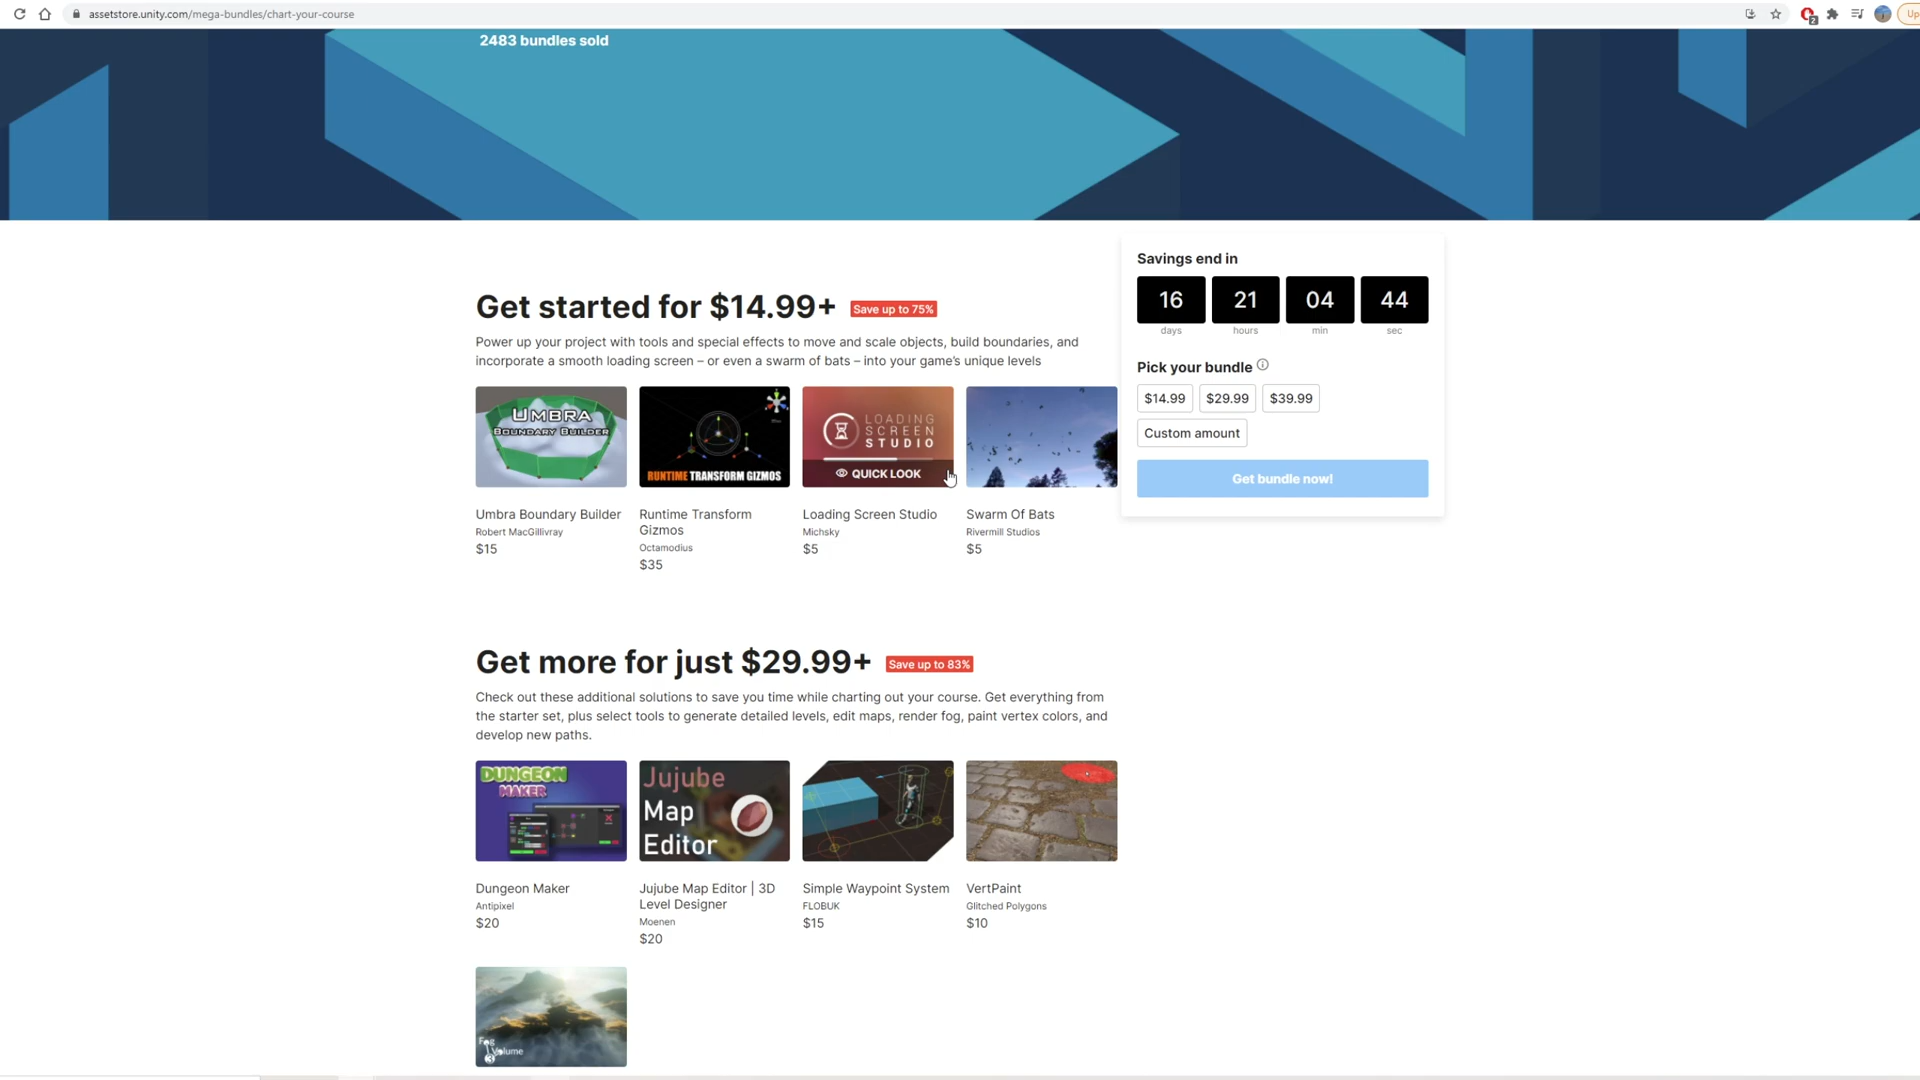 assetstore.unity.com/mega-bundles/chart-your-course
2
Up
2483 bundles sold
Savings end in
16 21 04 44
days hours min sec
Pick your bundle
$14.99 $29.99 $39.99
Custom amount
Get bundle now!
Get started for $14.99+ Save up to 75%
Power up your project with tools and special effects to move and scale objects, build boundaries, and
incorporate a smooth loading screen – or even a swarm of bats – into your game's unique levels
UMBRA
BOUNDARY BUILDER
RUNTIME TRANSFORM GIZMOS
LOADING
SCREEN
STUDIO
QUICK LOOK
Umbra Boundary Builder
Robert MacGillivray
$15
Runtime Transform
Gizmos
Octamodius
$35
Loading Screen Studio
Michsky
$5
Swarm Of Bats
Rivermill Studios
$5
Get more for just $29.99+ Save up to 83%
Check out these additional solutions to save you time while charting out your course. Get everything from
the starter set, plus select tools to generate detailed levels, edit maps, render fog, paint vertex colors, and
develop new paths.
DUNGEON
MAKER
Jujube
Map
Editor
Dungeon Maker
Antipixel
$20
Jujube Map Editor | 3D
Level Designer
Moenen
$20
Simple Waypoint System
FLOBUK
$15
VertPaint
Glitched Polygons
$10
Fog
Volume
3